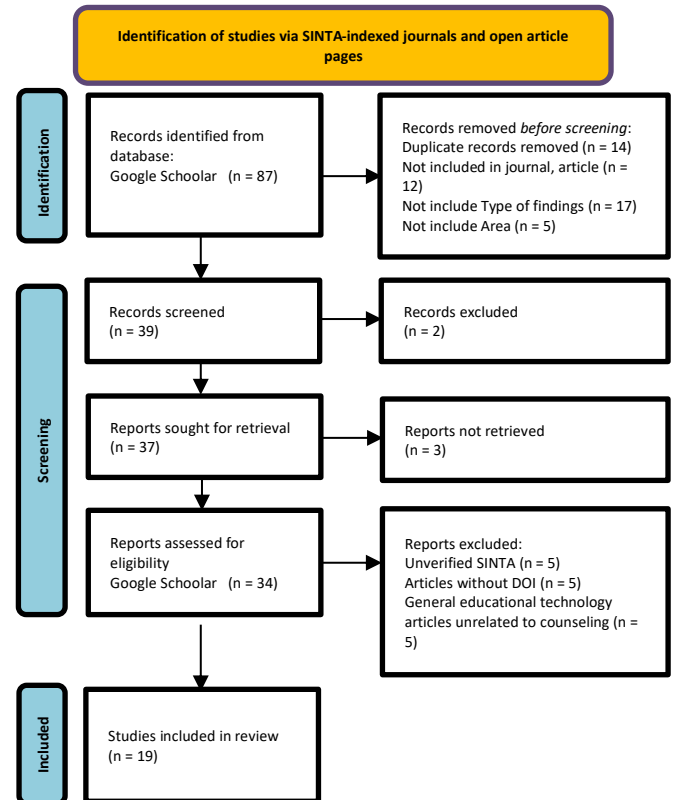 Identification of studies via SINTA-indexed journals and open article
pages
Identification
Records identified from
database:
Google Schoolar (n = 87)
Records removed before screening:
Duplicate records removed (n = 14)
Not included in journal, article (n =
12)
Not include Type of findings (n = 17)
Not include Area (n = 5)
Screening
Records screened
(n = 39)
Records excluded
(n = 2)
Reports sought for retrieval
(n = 37)
Reports not retrieved
(n = 3)
Reports assessed for
eligibility
Google Schoolar (n = 34)
Reports excluded:
Unverified SINTA (n = 5)
Articles without DOI (n = 5)
General educational technology
articles unrelated to counseling (n =
5)
Included
Studies included in review
(n = 19)